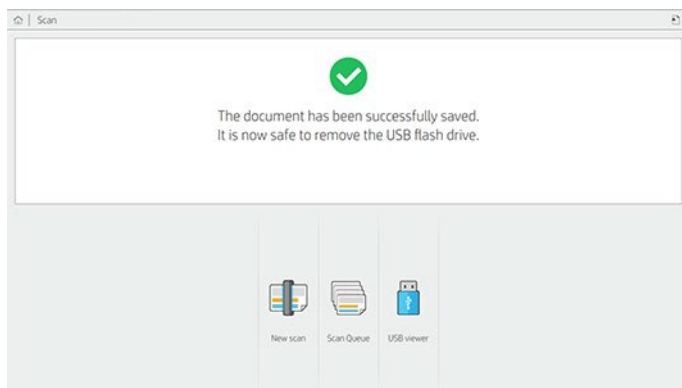 Scan
The document has been successfully saved.
It is now safe to remove the USB flash drive.
New scan
Scan Queue
USB viewer